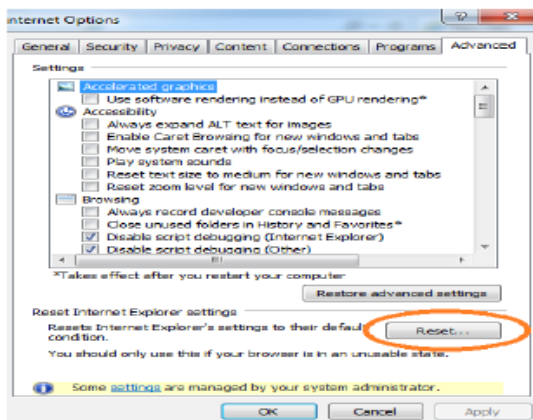 nternet Options
General Security Privacy Content Connections Programs Advanced
Settings
Accelerated graphics
Use software rendering instead of GPU rendering*
Accessibility
Always expand ALT text for images
Enable Caret Browsing for new windows and tabs
Move system caret with focus/selection changes
Play system sounds
Reset text size to medium for new windows and tabs
Reset zoom level for new windows and tabs
Browsing
Always record developer console messages
Close unused folders in History and Favorites*
Disable script debugging (Internet Explorer)
Disable script debugging (Other)
*Takes effect after you restart your computer
Restore advanced settings
Reset Internet Explorer settings
Resets Internet Explorer's settings to their default
condition.
Reset...
You should only use this if your browser is in an unusable state.
Some settings are managed by your system administrator.
OK Cancel Apply